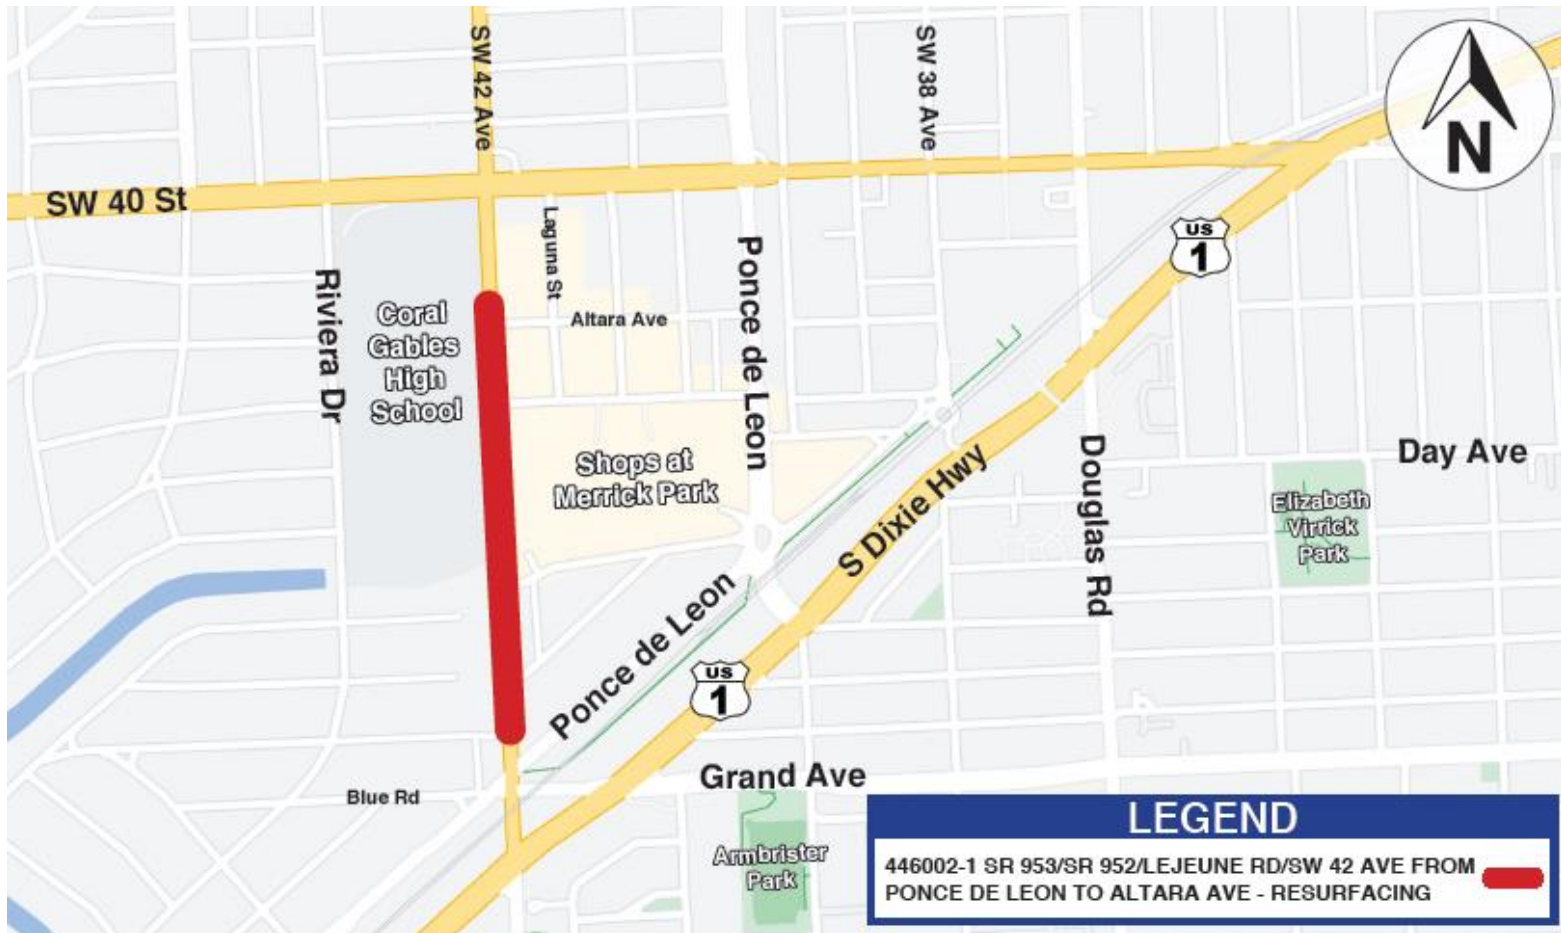 SW 42 Ave
SW 38 Ave
N
SW 40 St
US
1
Laguna St
Ponce de Leon
Riviera Dr
Coral
Gables
High
School
Altara Ave
Shops at
Merrick Park
S Dixie Hwy
Douglas Rd
Day Ave
Elizabeth
Virrick
Park
Ponce de Leon
US
1
Grand Ave
Blue Rd
Armbrister
Park
LEGEND
446002-1 SR 953/SR 952/LEJEUNE RD/SW 42 AVE FROM
PONCE DE LEON TO ALTARA AVE - RESURFACING